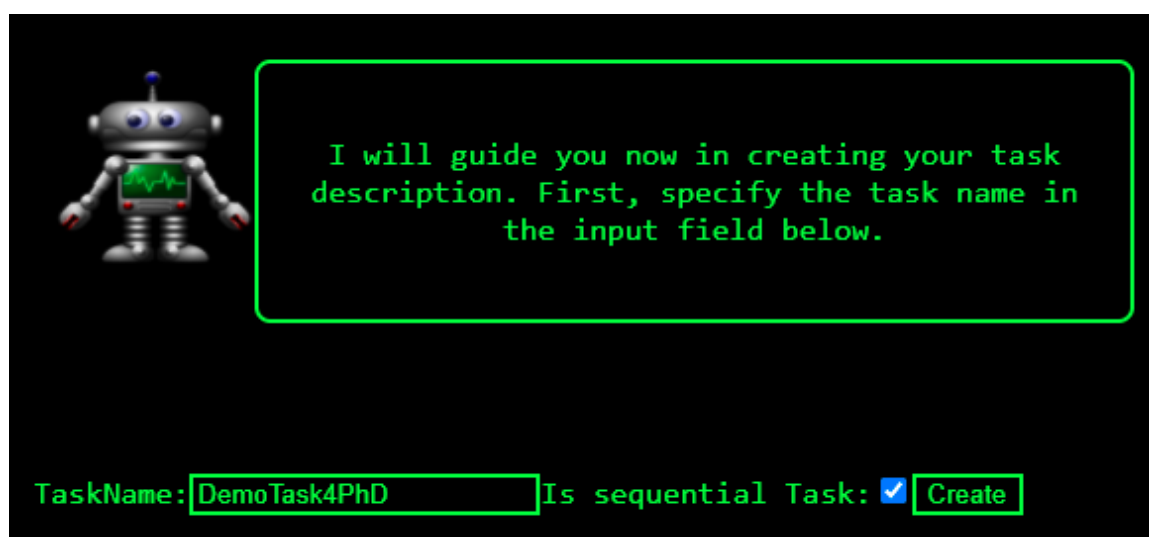 I will guide you now in creating your task
description. First, specify the task name in
the input field below.
TaskName: DemoTask4PhD Is sequential Task: Create